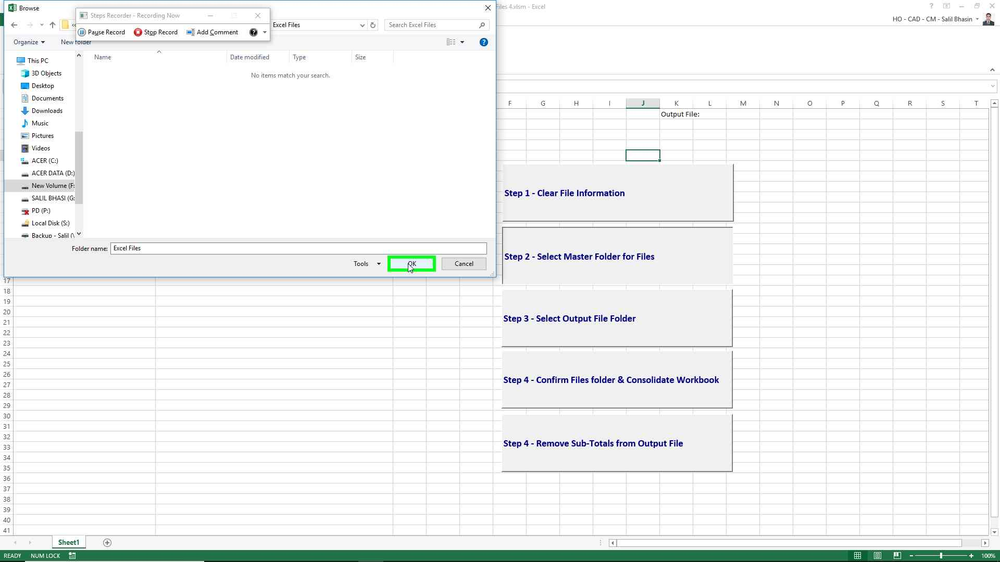 Browse
Files 4.vlsm - Excel
Steps Recorder - Recording Now
HO - CAD - CM - Salil Bhasin
Excel Files
Search Excel Files
Pause Record
Stop Record
Add Comment
Organize
New folder
Name
Date modified
Type
Size
No items match your search.
This PC
3D Objects
Desktop
Documents
Downloads
Music
Pictures
Videos
ACER (C:)
ACER DATA (D:)
New Volume (F:
SALIL BHASI (G:
PD (P:)
Local Disk (S:)
Backup - Salil (\
Folder name: Excel Files
Tools
OK
Cancel
F G H I J K L M N O P Q R S T
Output File:
Step 1 - Clear File Information
Step 2 - Select Master Folder for Files
Step 3 - Select Output File Folder
Step 4 - Confirm Files folder & Consolidate Workbook
Step 4 - Remove Sub-Totals from Output File
17
18
19
20
21
22
23
24
25
26
27
28
29
30
31
32
33
34
35
36
37
38
39
40
41
Sheet1
READY NUM LOCK
100%